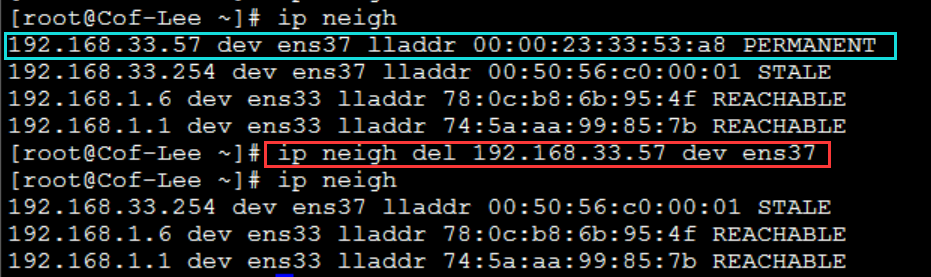 [root@Cof-Lee ~]# ip neigh
192.168.33.57 dev ens37 lladdr 00:00:23:33:53:a8 PERMANENT
192.168.33.254 dev ens37 lladdr 00:50:56:c0:00:01 STALE
192.168.1.6 dev ens33 lladdr 78:0c:b8:6b:95:4f REACHABLE
192.168.1.1 dev ens33 lladdr 74:5a:aa:99:85:7b REACHABLE
[root@Cof-Lee ~]# ip neigh del 192.168.33.57 dev ens37
[root@Cof-Lee ~]# ip neigh
192.168.33.254 dev ens37 lladdr 00:50:56:c0:00:01 STALE
192.168.1.6 dev ens33 lladdr 78:0c:b8:6b:95:4f REACHABLE
192.168.1.1 dev ens33 lladdr 74:5a:aa:99:85:7b REACHABLE